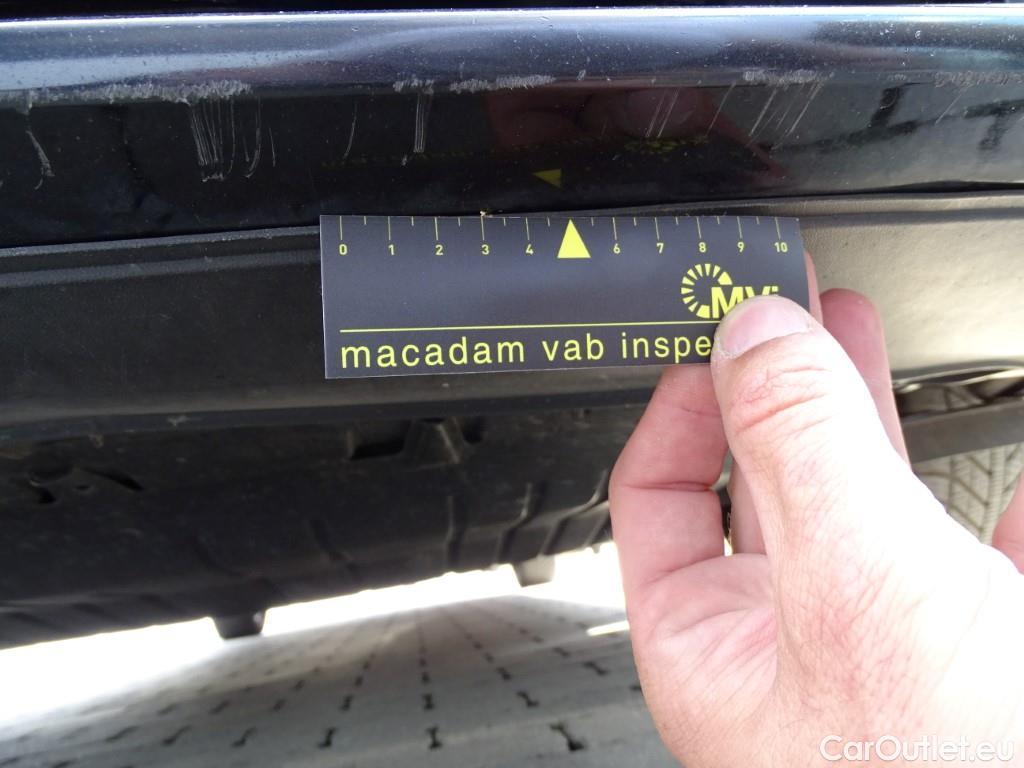 0 1 2 3 4 6 7 8 9 10
MVi
macadam vab inspe
CarOutlet.eu